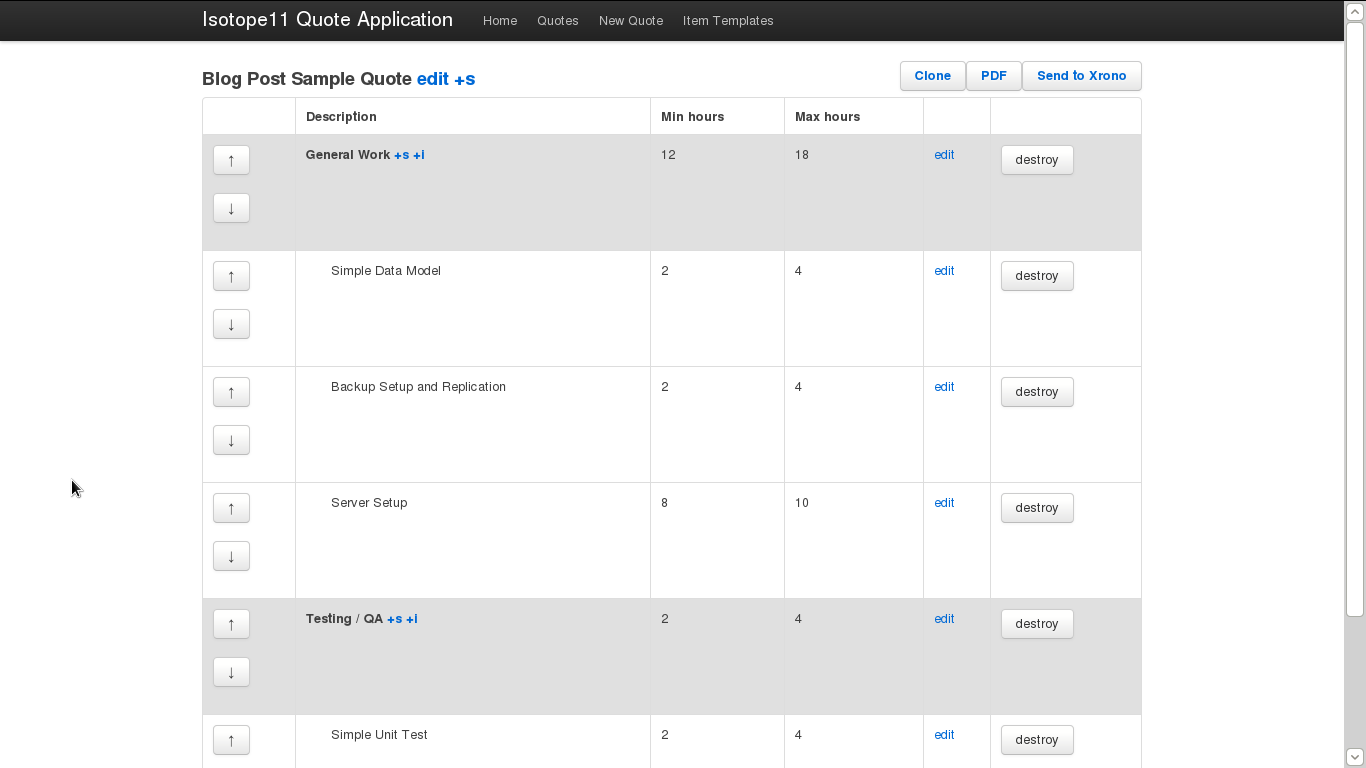 Isotope11 Quote Application Home Quotes New Quote Item Templates
Blog Post Sample Quote edit +s Clone PDF Send to Xrono
Description Min hours Max hours
↑ General Work +s +i 12 18 edit destroy
↓
↑ Simple Data Model 2 4 edit destroy
↓
↑ Backup Setup and Replication 2 4 edit destroy
↓
↑ Server Setup 8 10 edit destroy
↓
↑ Testing / QA +s +i 2 4 edit destroy
↓
↑ Simple Unit Test 2 4 edit destroy